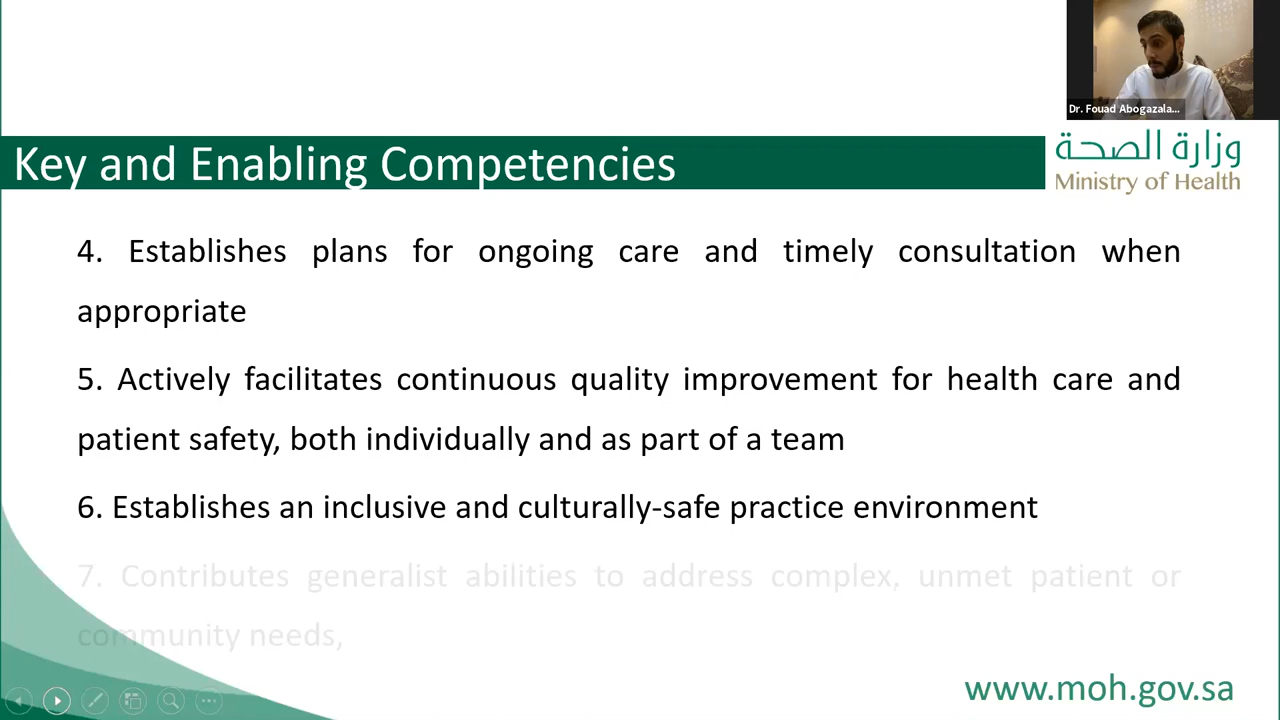 Dr. Fouad Abogazala...
Key and Enabling Competencies
وزارة الصحة
Ministry of Health
4. Establishes plans for ongoing care and timely consultation when
appropriate
5. Actively facilitates continuous quality improvement for health care and
patient safety, both individually and as part of a team
6. Establishes an inclusive and culturally-safe practice environment
7. Contributes generalist abilities to address complex, unmet patient or
community needs,
www.moh.gov.sa